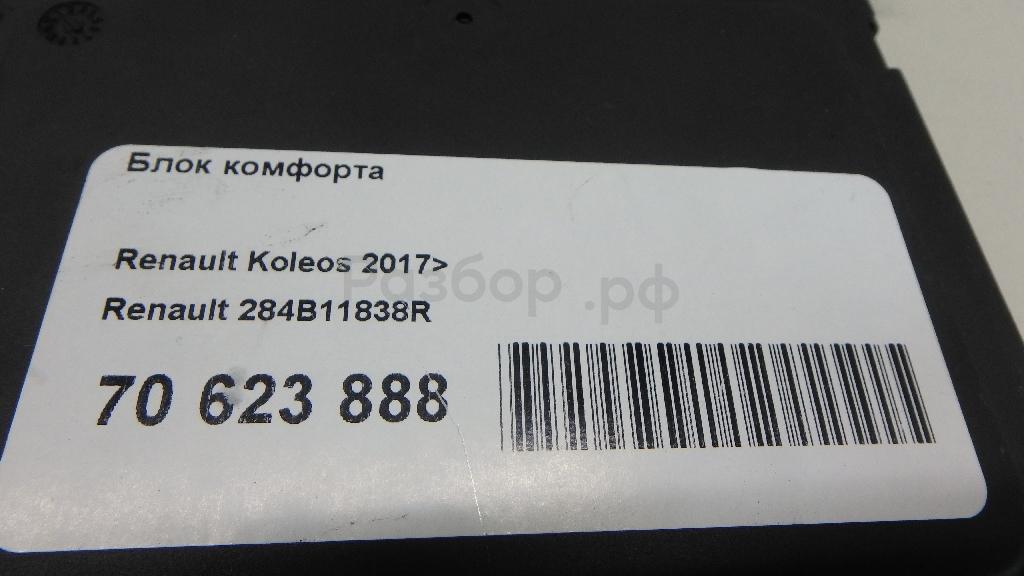 Блок комфорта
Renault Koleos 2017>
Разбор.рф
Renault 284B11838R
70 623 888